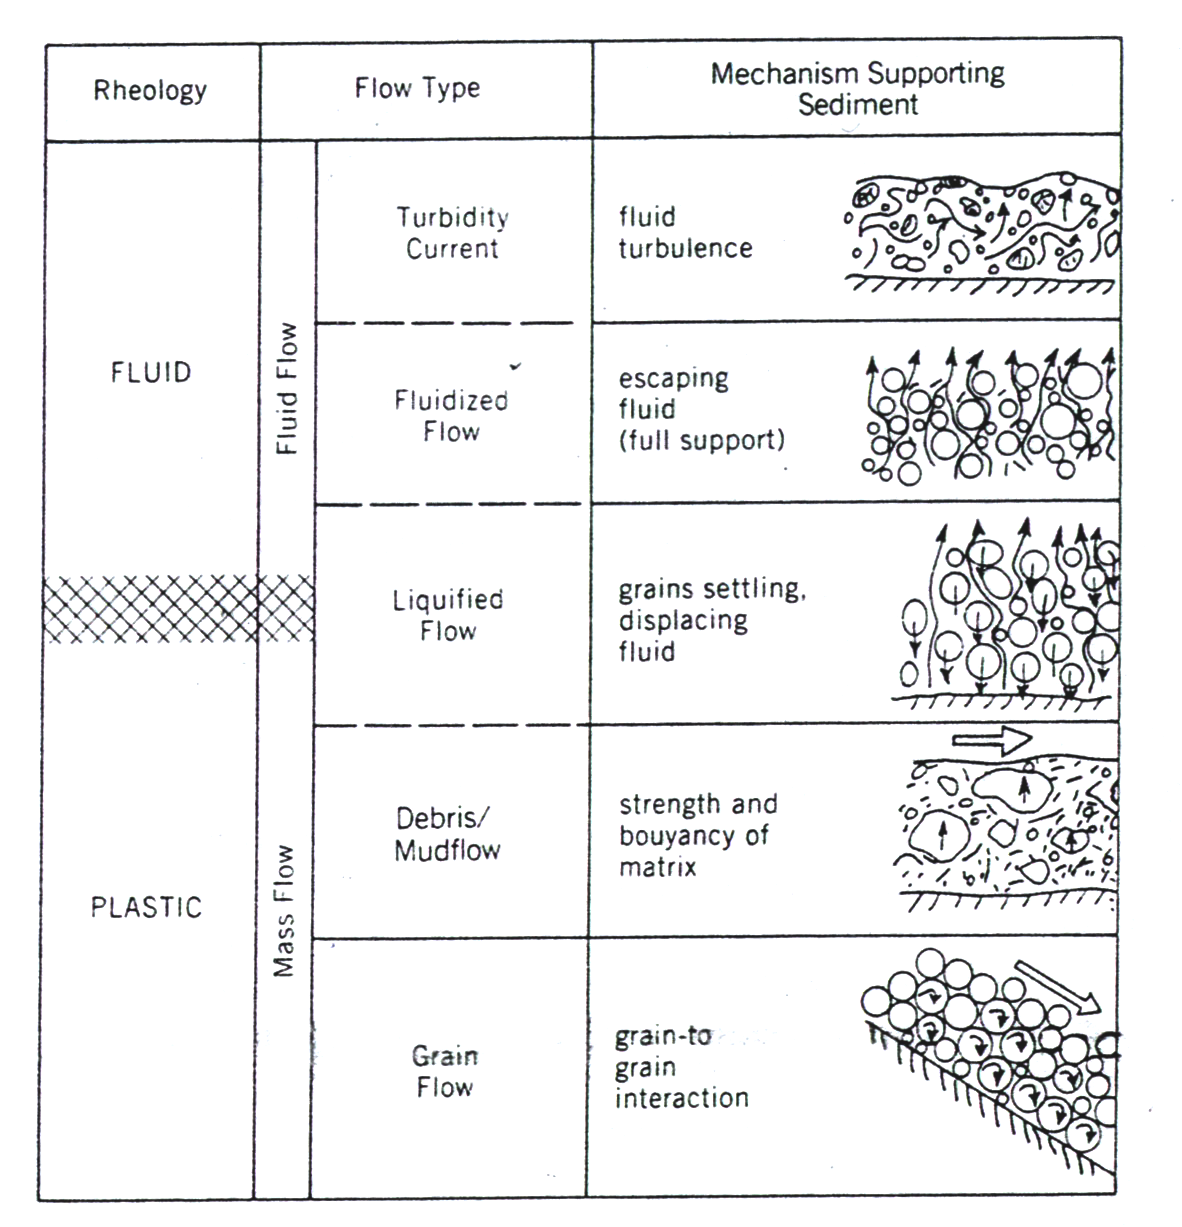 Rheology
Flow Type
Mechanism Supporting
Sediment
FLUID
Fluid Flow
Turbidity
Current
fluid
turbulence
Fluidized
Flow
escaping
fluid
(full support)
Liquified
Flow
grains settling,
displacing
fluid
PLASTIC
Mass Flow
Debris/
Mudflow
strength and
bouyancy of
matrix
Grain
Flow
grain-to
grain
interaction